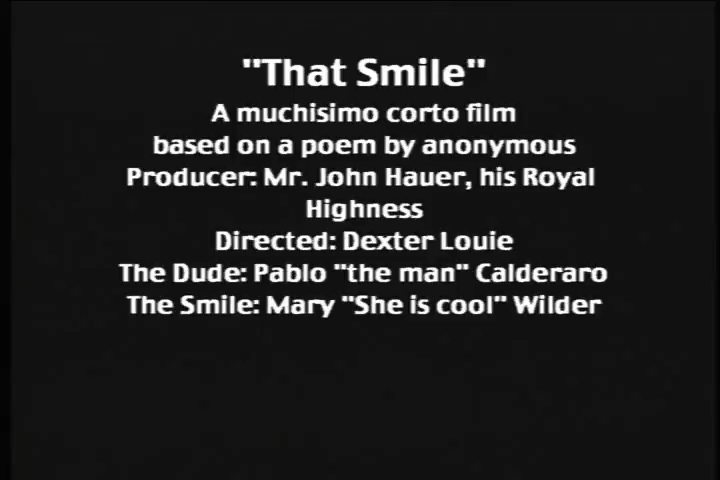 "That Smile"
A muchisimo corto film
based on a poem by anonymous
Producer: Mr. John Hauer, his Royal
Highness
Directed: Dexter Louie
The Dude: Pablo "the man" Calderaro
The Smile: Mary "She is cool" Wilder